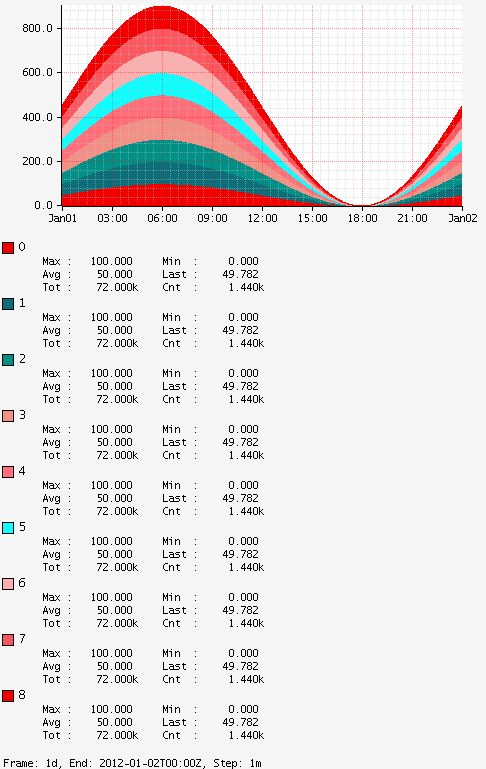 800.0
600.0
400.0
200.0
0.0
Jan01 03:00 06:00 09:00 12:00 15:00 18:00 21:00 Jan02
0
Max : 100.000 Min : 0.000
Avg : 50.000 Last : 49.782
Tot : 72.000k Cnt : 1.440k
1
Max : 100.000 Min : 0.000
Avg : 50.000 Last : 49.782
Tot : 72.000k Cnt : 1.440k
2
Max : 100.000 Min : 0.000
Avg : 50.000 Last : 49.782
Tot : 72.000k Cnt : 1.440k
3
Max : 100.000 Min : 0.000
Avg : 50.000 Last : 49.782
Tot : 72.000k Cnt : 1.440k
4
Max : 100.000 Min : 0.000
Avg : 50.000 Last : 49.782
Tot : 72.000k Cnt : 1.440k
5
Max : 100.000 Min : 0.000
Avg : 50.000 Last : 49.782
Tot : 72.000k Cnt : 1.440k
6
Max : 100.000 Min : 0.000
Avg : 50.000 Last : 49.782
Tot : 72.000k Cnt : 1.440k
7
Max : 100.000 Min : 0.000
Avg : 50.000 Last : 49.782
Tot : 72.000k Cnt : 1.440k
8
Max : 100.000 Min : 0.000
Avg : 50.000 Last : 49.782
Tot : 72.000k Cnt : 1.440k
Frame: 1d, End: 2012-01-02T00:00Z, Step: 1m